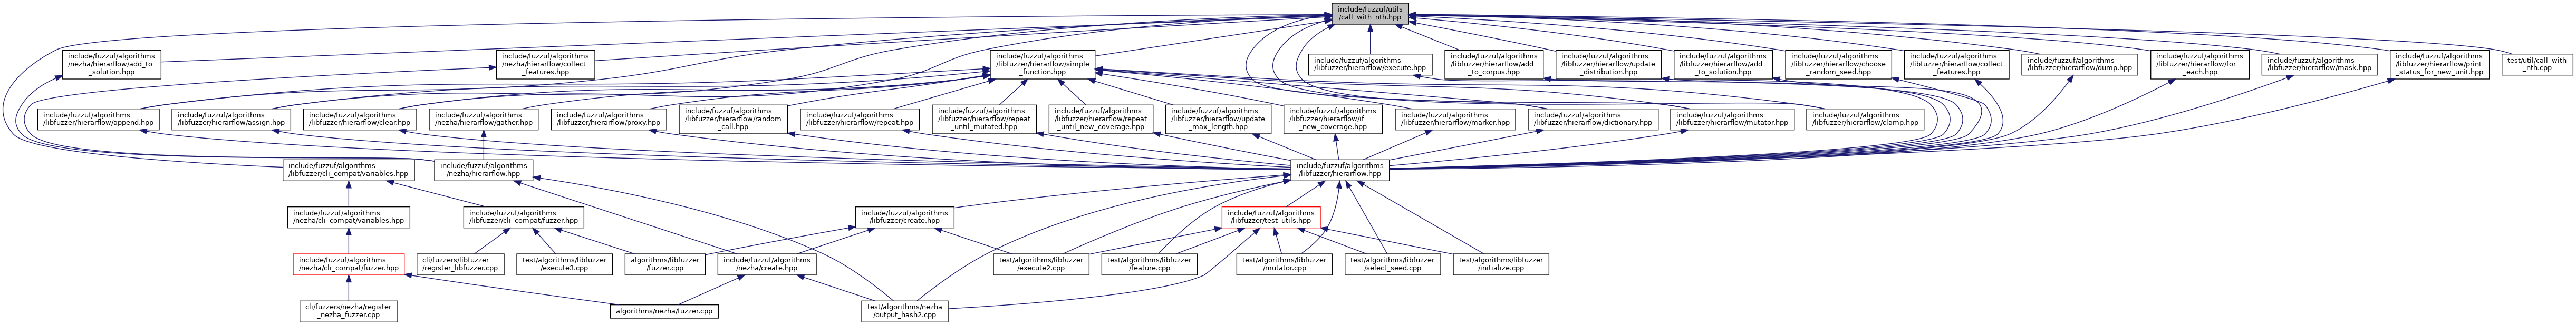 include/fuzzuf/utils
/call_with_nth.hpp
include/fuzzuf/algorithms
/nezha/hierarflow/add_to
_solution.hpp
include/fuzzuf/algorithms
/nezha/hierarflow/collect
_features.hpp
include/fuzzuf/algorithms
/libfuzzer/hierarflow/simple
_function.hpp
include/fuzzuf/algorithms
/libfuzzer/hierarflow/execute.hpp
include/fuzzuf/algorithms
/libfuzzer/hierarflow/add
_to_corpus.hpp
include/fuzzuf/algorithms
/libfuzzer/hierarflow/update
_distribution.hpp
include/fuzzuf/algorithms
/libfuzzer/hierarflow/add
_to_solution.hpp
include/fuzzuf/algorithms
/libfuzzer/hierarflow/choose
_random_seed.hpp
include/fuzzuf/algorithms
/libfuzzer/hierarflow/collect
_features.hpp
include/fuzzuf/algorithms
/libfuzzer/hierarflow/dump.hpp
include/fuzzuf/algorithms
/libfuzzer/hierarflow/for
_each.hpp
include/fuzzuf/algorithms
/libfuzzer/hierarflow/mask.hpp
include/fuzzuf/algorithms
/libfuzzer/hierarflow/print
_status_for_new_unit.hpp
test/util/call_with
_nth.cpp
include/fuzzuf/algorithms
/libfuzzer/hierarflow/append.hpp
include/fuzzuf/algorithms
/libfuzzer/hierarflow/assign.hpp
include/fuzzuf/algorithms
/libfuzzer/hierarflow/clear.hpp
include/fuzzuf/algorithms
/nezha/hierarflow/gather.hpp
include/fuzzuf/algorithms
/libfuzzer/hierarflow/proxy.hpp
include/fuzzuf/algorithms
/libfuzzer/hierarflow/random
_call.hpp
include/fuzzuf/algorithms
/libfuzzer/hierarflow/repeat.hpp
include/fuzzuf/algorithms
/libfuzzer/hierarflow/repeat
_until_mutated.hpp
include/fuzzuf/algorithms
/libfuzzer/hierarflow/repeat
_until_new_coverage.hpp
include/fuzzuf/algorithms
/libfuzzer/hierarflow/update
_max_length.hpp
include/fuzzuf/algorithms
/libfuzzer/hierarflow/if
_new_coverage.hpp
include/fuzzuf/algorithms
/libfuzzer/hierarflow/marker.hpp
include/fuzzuf/algorithms
/libfuzzer/hierarflow/dictionary.hpp
include/fuzzuf/algorithms
/libfuzzer/hierarflow/mutator.hpp
include/fuzzuf/algorithms
/libfuzzer/hierarflow/clamp.hpp
include/fuzzuf/algorithms
/libfuzzer/cli_compat/variables.hpp
include/fuzzuf/algorithms
/nezha/hierarflow.hpp
include/fuzzuf/algorithms
/libfuzzer/hierarflow.hpp
include/fuzzuf/algorithms
/nezha/cli_compat/variables.hpp
include/fuzzuf/algorithms
/libfuzzer/cli_compat/fuzzer.hpp
include/fuzzuf/algorithms
/libfuzzer/create.hpp
include/fuzzuf/algorithms
/libfuzzer/test_utils.hpp
include/fuzzuf/algorithms
/nezha/cli_compat/fuzzer.hpp
cli/fuzzers/libfuzzer
/register_libfuzzer.cpp
test/algorithms/libfuzzer
/execute3.cpp
algorithms/libfuzzer
/fuzzer.cpp
include/fuzzuf/algorithms
/nezha/create.hpp
test/algorithms/libfuzzer
/execute2.cpp
test/algorithms/libfuzzer
/feature.cpp
test/algorithms/libfuzzer
/mutator.cpp
test/algorithms/libfuzzer
/select_seed.cpp
test/algorithms/libfuzzer
/initialize.cpp
cli/fuzzers/nezha/register
_nezha_fuzzer.cpp
algorithms/nezha/fuzzer.cpp
test/algorithms/nezha
/output_hash2.cpp